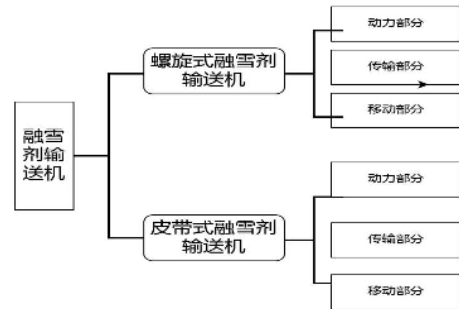 融雪
剂输
送机
螺旋式融雪剂
输送机
动力部分
传输部分
移动部分
皮带式融雪剂
输送机
动力部分
传输部分
移动部分